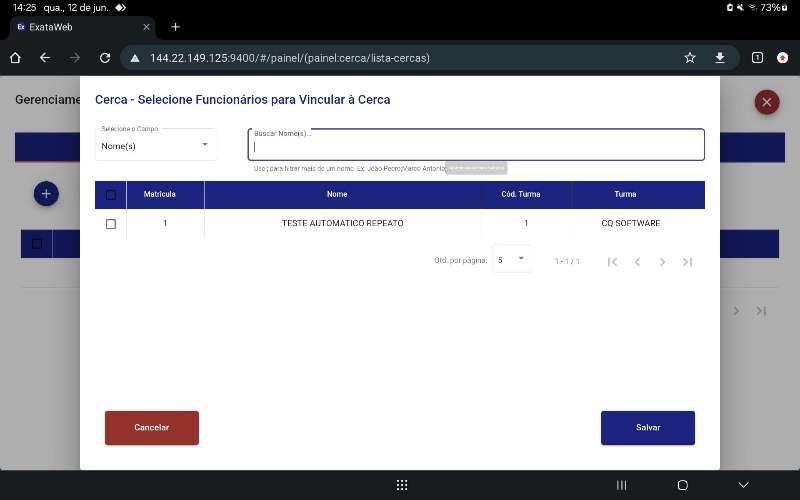 14:25 qua., 12 de jun.
73%
ExataWeb
144.22.149.125:9400/#/painel/(painel:cerca/lista-cercas)
1
Gerenciame
Cerca - Selecione Funcionários para Vincular à Cerca
Selecione o Campo
Nome(s)
Buscar Nome(s)...
Use ; para filtrar mais de um nome. Ex: Joao Pedro;Marco Antonio;
Matrícula Nome Cód. Turma Turma
1 TESTE AUTOMATICO REPEATO 1 CQ SOFTWARE
Qtd. por página: 5 1 - 1 / 1
Cancelar Salvar